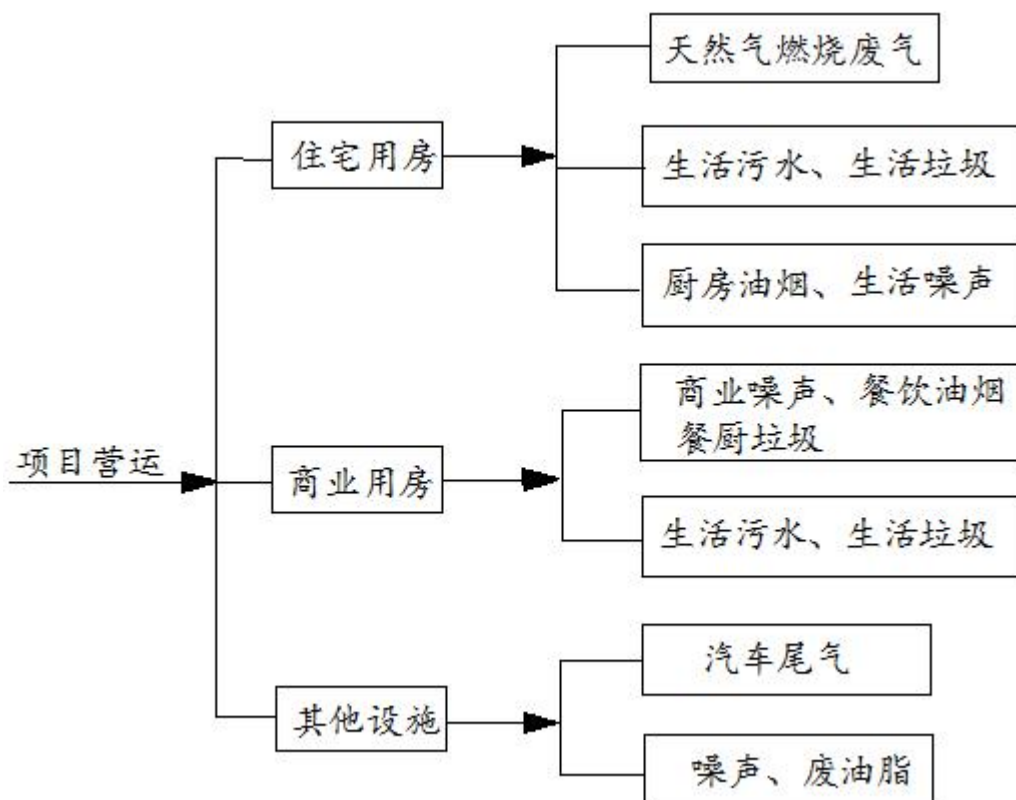 天然气燃烧废气
住宅用房
生活污水、生活垃圾
厨房油烟、生活噪声
项目营运
商业用房
商业噪声、餐饮油烟
餐厨垃圾
生活污水、生活垃圾
其他设施
汽车尾气
噪声、废油脂